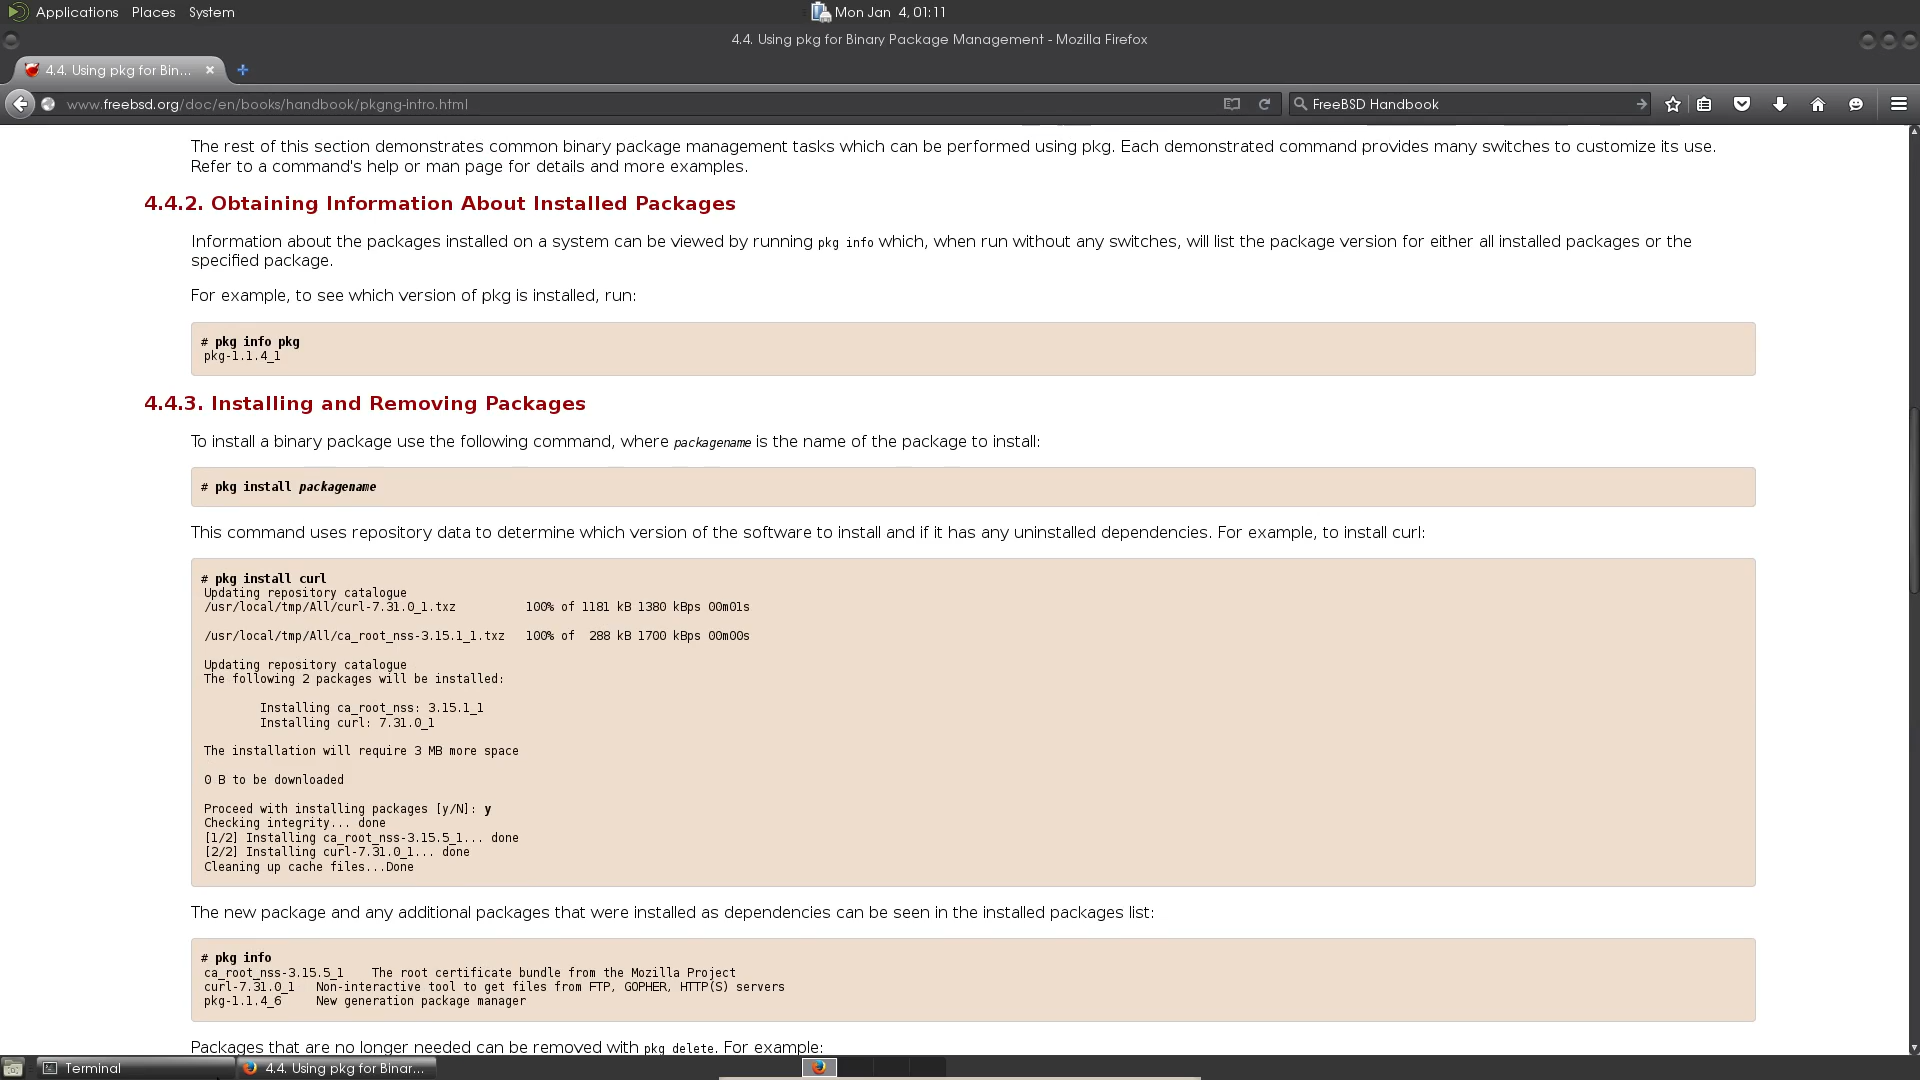 Applications Places System
Mon Jan 4, 01:11
4.4. Using pkg for Binary Package Management - Mozilla Firefox
4.4. Using pkg for Bin...
www.freebsd.org/doc/en/books/handbook/pkgng-intro.html
FreeBSD Handbook
The rest of this section demonstrates common binary package management tasks which can be performed using pkg. Each demonstrated command provides many switches to customize its use.
Refer to a command's help or man page for details and more examples.
4.4.2. Obtaining Information About Installed Packages
Information about the packages installed on a system can be viewed by running pkg info which, when run without any switches, will list the package version for either all installed packages or the
specified package.
For example, to see which version of pkg is installed, run:
# pkg info pkg
pkg-1.1.4_1
4.4.3. Installing and Removing Packages
To install a binary package use the following command, where packagename is the name of the package to install:
# pkg install packagename
This command uses repository data to determine which version of the software to install and if it has any uninstalled dependencies. For example, to install curl:
# pkg install curl
Updating repository catalogue
/usr/local/tmp/All/curl-7.31.0_1.txz 100% of 1181 kB 1380 kBps 00m01s
/usr/local/tmp/All/ca_root_nss-3.15.1_1.txz 100% of 288 kB 1700 kBps 00m00s
Updating repository catalogue
The following 2 packages will be installed:
Installing ca_root_nss: 3.15.1_1
Installing curl: 7.31.0_1
The installation will require 3 MB more space
0 B to be downloaded
Proceed with installing packages [y/N]: y
Checking integrity... done
[1/2] Installing ca_root_nss-3.15.5_1... done
[2/2] Installing curl-7.31.0_1... done
Cleaning up cache files...Done
The new package and any additional packages that were installed as dependencies can be seen in the installed packages list:
# pkg info
ca_root_nss-3.15.5_1 The root certificate bundle from the Mozilla Project
curl-7.31.0_1 Non-interactive tool to get files from FTP, GOPHER, HTTP(S) servers
pkg-1.1.4_6 New generation package manager
Packages that are no longer needed can be removed with pkg delete. For example:
Terminal
4.4. Using pkg for Binar...